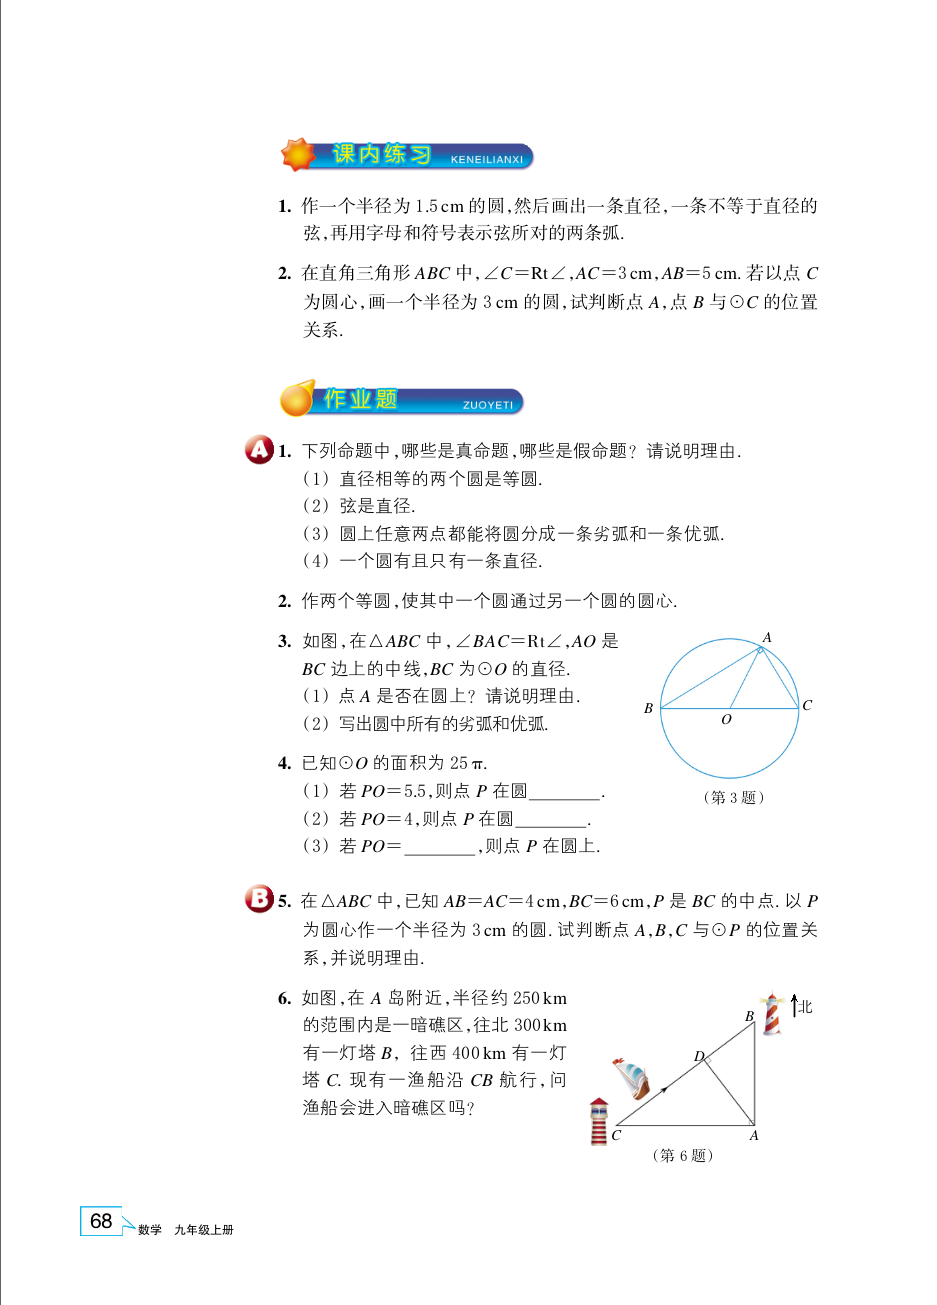 课内练习 KENEILIANXI
1. 作一个半径为 1.5 cm 的圆,然后画出一条直径,一条不等于直径的
弦,再用字母和符号表示弦所对的两条弧.
2. 在直角三角形 ABC 中,∠C=Rt∠,AC=3 cm,AB=5 cm. 若以点 C
为圆心,画一个半径为 3 cm 的圆,试判断点 A,点 B 与⊙C 的位置
关系.
作业题 ZUOYETI
A 1. 下列命题中,哪些是真命题,哪些是假命题? 请说明理由.
(1) 直径相等的两个圆是等圆.
(2) 弦是直径.
(3) 圆上任意两点都能将圆分成一条劣弧和一条优弧.
(4) 一个圆有且只有一条直径.
2. 作两个等圆,使其中一个圆通过另一个圆的圆心.
3. 如图,在△ABC 中,∠BAC=Rt∠,AO 是
BC 边上的中线,BC 为⊙O 的直径.
(1) 点 A 是否在圆上? 请说明理由.
(2) 写出圆中所有的劣弧和优弧.
A
B
O
C
(第 3 题)
4. 已知⊙O 的面积为 25 π.
(1) 若 PO=5.5,则点 P 在圆________.
(2) 若 PO=4,则点 P 在圆________.
(3) 若 PO=________,则点 P 在圆上.
B 5. 在△ABC 中,已知 AB=AC=4 cm,BC=6 cm,P 是 BC 的中点. 以 P
为圆心作一个半径为 3 cm 的圆. 试判断点 A,B,C 与⊙P 的位置关
系,并说明理由.
6. 如图,在 A 岛附近,半径约 250 km
的范围内是一暗礁区,往北 300 km
有一灯塔 B, 往西 400 km 有一灯
塔 C. 现有一渔船沿 CB 航行,问
渔船会进入暗礁区吗?
北
B
D
C
A
(第 6 题)
68 数学 九年级上册